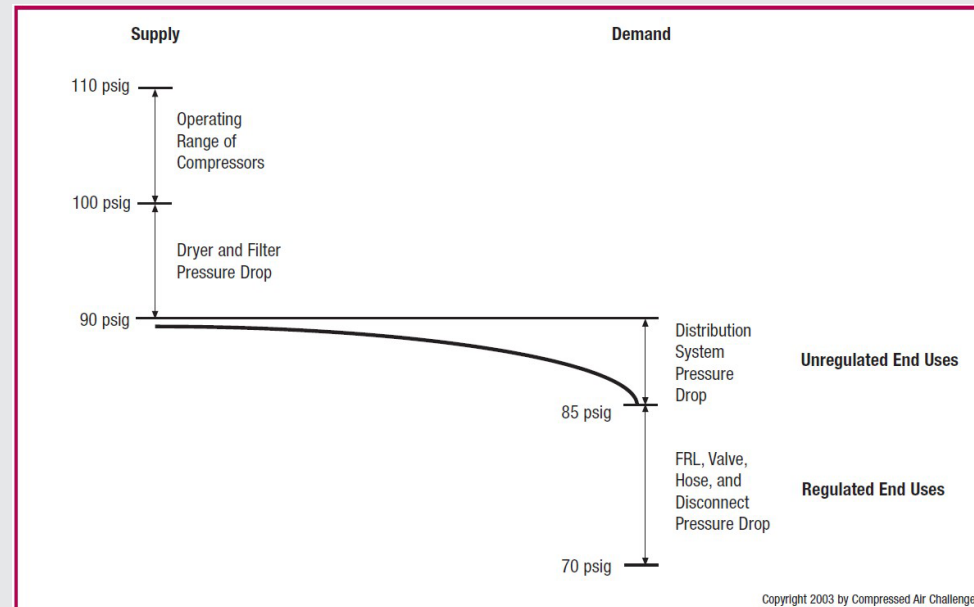 Supply
Demand
110 psig
Operating
Range of
Compressors
100 psig
Dryer and Filter
Pressure Drop
90 psig
Distribution
System
Pressure
Drop
Unregulated End Uses
85 psig
FRL, Valve,
Hose, and
Disconnect
Pressure Drop
Regulated End Uses
70 psig
Copyright 2003 by Compressed Air Challenge